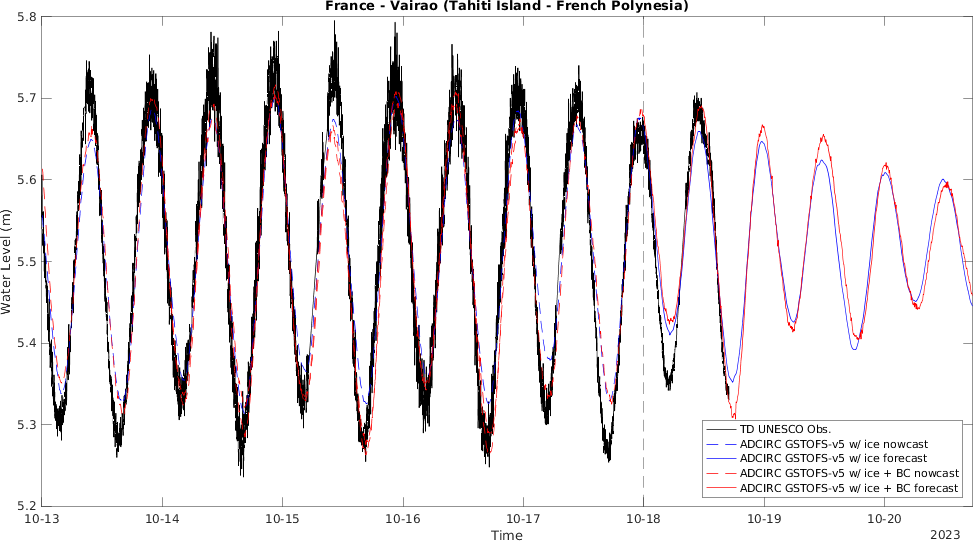 France - Vairao (Tahiti Island - French Polynesia)
5.8
5.7
5.6
5.5
5.4
5.3
5.2
Water Level (m)
TD UNESCO Obs.
ADCIRC GSTOFS-v5 w/ ice nowcast
ADCIRC GSTOFS-v5 w/ ice forecast
ADCIRC GSTOFS-v5 w/ ice + BC nowcast
ADCIRC GSTOFS-v5 w/ ice + BC forecast
10-13 10-14 10-15 10-16 10-17 10-18 10-19 10-20
Time
2023